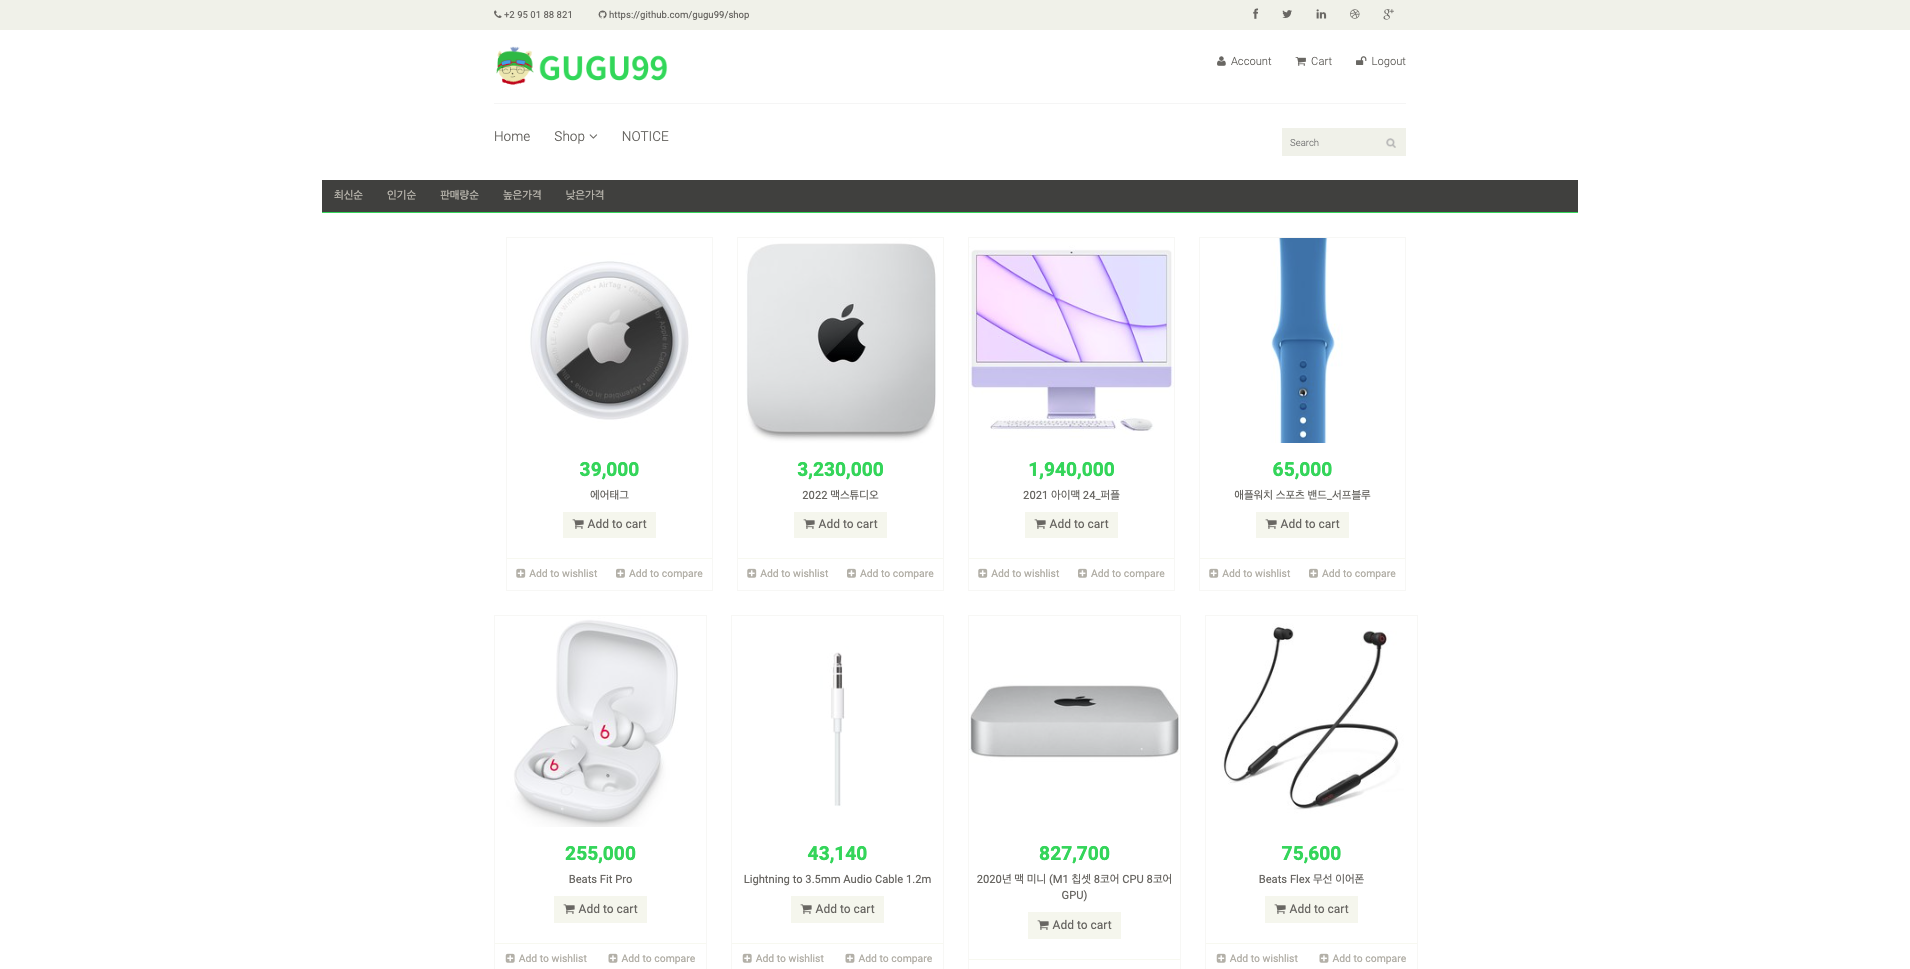 +2 95 01 88 821 https://github.com/gugu99/shop
GUGU99
Account Cart Logout
Home Shop NOTICE
Search
최신순 인기순 판매량순 높은가격 낮은가격
39,000
에어태그
Add to cart
Add to wishlist Add to compare
3,230,000
2022 맥스튜디오
Add to cart
Add to wishlist Add to compare
1,940,000
2021 아이맥 24_퍼플
Add to cart
Add to wishlist Add to compare
65,000
애플워치 스포츠 밴드_서프블루
Add to cart
Add to wishlist Add to compare
255,000
Beats Fit Pro
Add to cart
Add to wishlist Add to compare
43,140
Lightning to 3.5mm Audio Cable 1.2m
Add to cart
Add to wishlist Add to compare
827,700
2020년 맥 미니 (M1 칩셋 8코어 CPU 8코어
GPU)
Add to cart
75,600
Beats Flex 무선 이어폰
Add to cart
Add to wishlist Add to compare